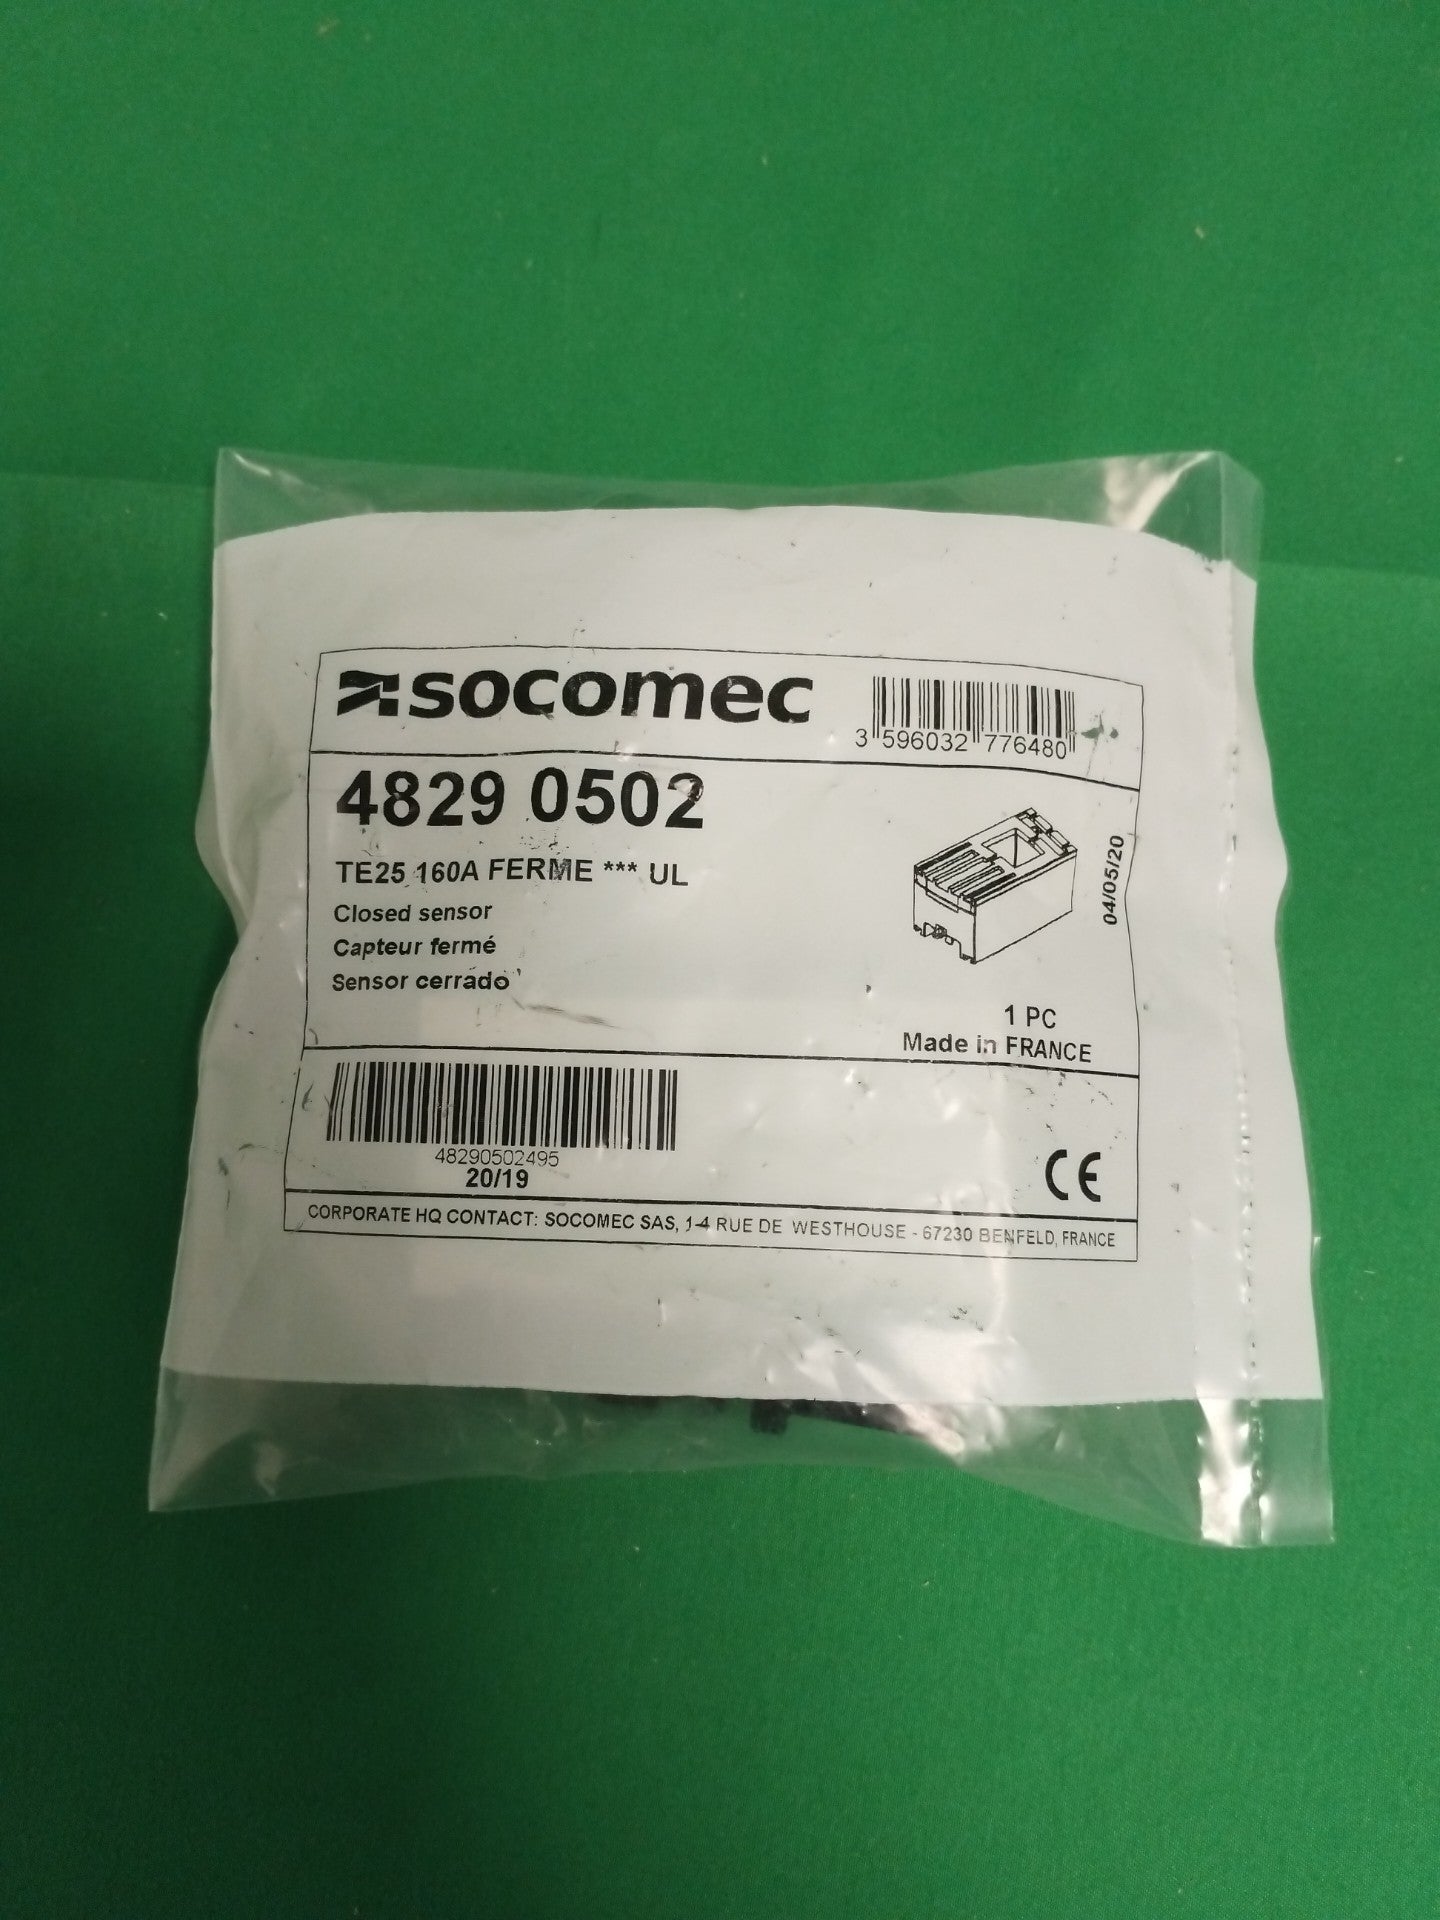 socomec
3 596032 776480
4829 0502
TE25 160A FERME *** UL
Closed sensor
Capteur fermé
Sensor cerrado
04/05/20
1 PC
Made in FRANCE
48290502495
20/19
CE
CORPORATE HQ CONTACT: SOCOMEC SAS, 1-4 RUE DE WESTHOUSE - 67230 BENFELD, FRANCE